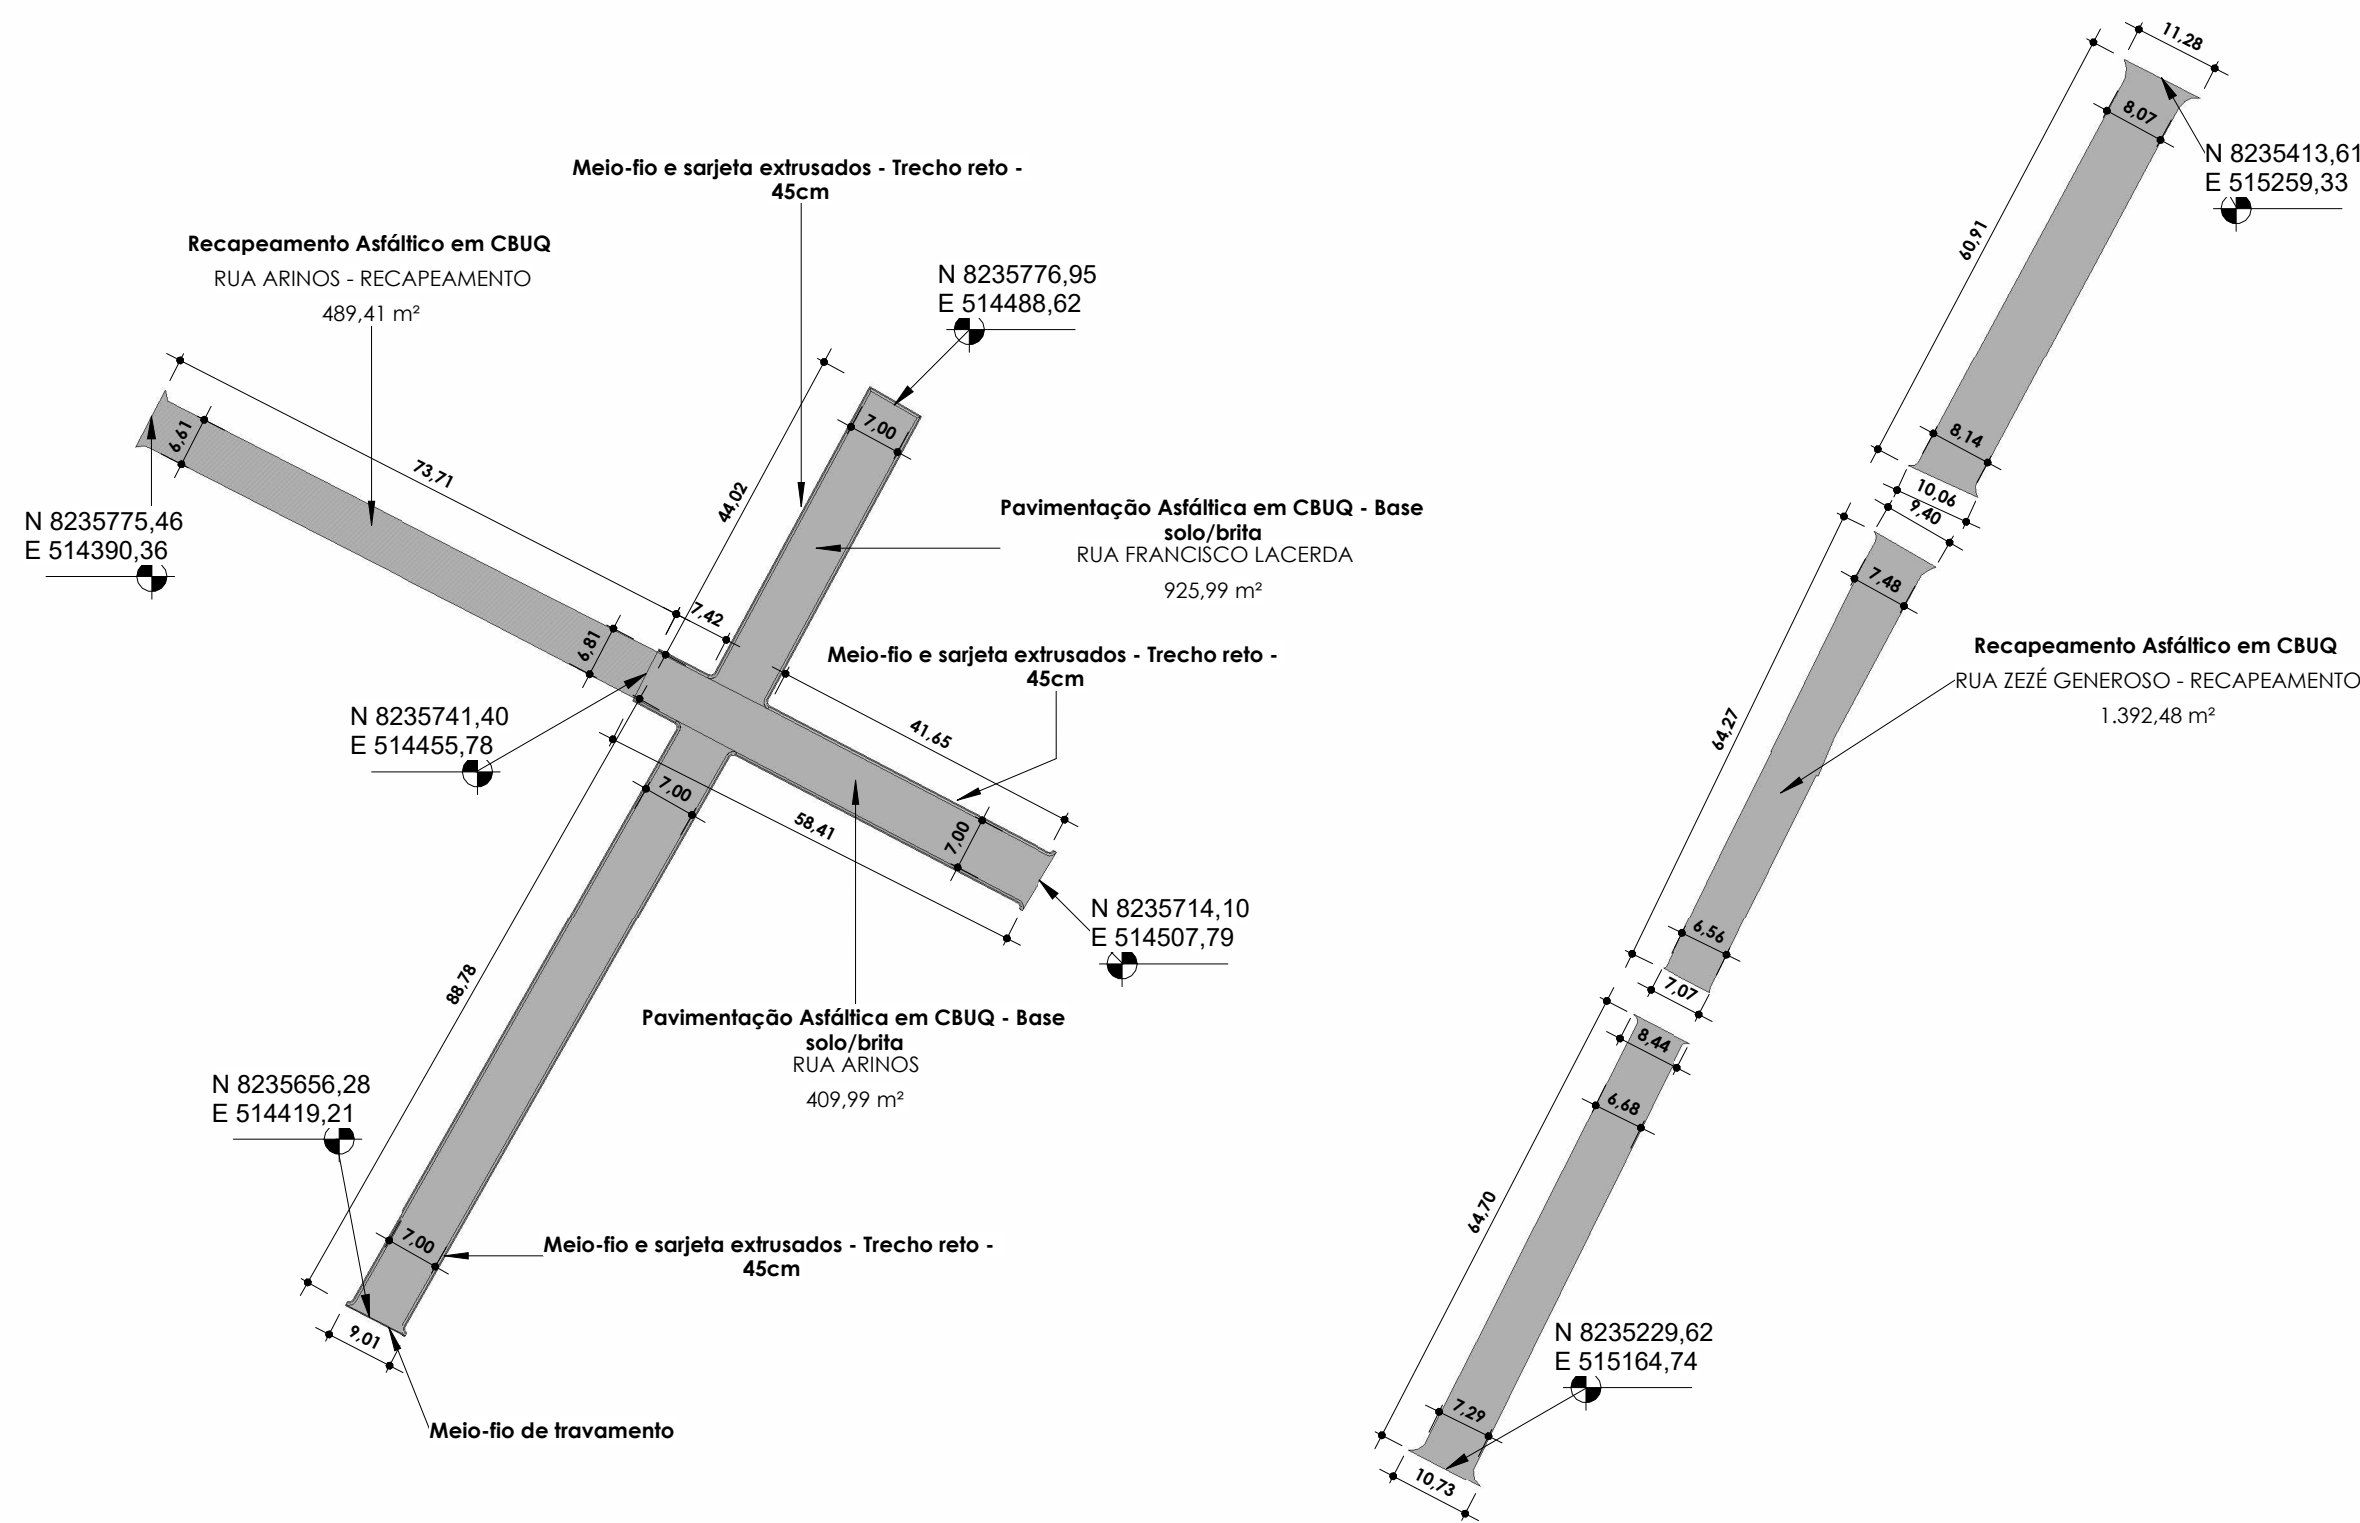 Meio-fio e sarjeta extrusados - Trecho reto -
45cm
Recapeamento Asfáltico em CBUQ
RUA ARINOS - RECAPEAMENTO
489,41 m²
N 8235776,95
E 514488,62
6,61
73,71
44,02
7,00
N 8235775,46
E 514390,36
Pavimentação Asfáltica em CBUQ - Base
solo/brita
RUA FRANCISCO LACERDA
925,99 m²
7,42
6,81
Meio-fio e sarjeta extrusados - Trecho reto -
45cm
N 8235741,40
E 514455,78
41,65
7,00
58,41
7,00
N 8235714,10
E 514507,79
88,78
Pavimentação Asfáltica em CBUQ - Base
solo/brita
RUA ARINOS
409,99 m²
N 8235656,28
E 514419,21
7,00
Meio-fio e sarjeta extrusados - Trecho reto -
45cm
9,01
Meio-fio de travamento
11,28
8,07
N 8235413,61
E 515259,33
60,91
8,14
10,06
9,40
7,48
Recapeamento Asfáltico em CBUQ
RUA ZEZÉ GENEROSO - RECAPEAMENTO
1.392,48 m²
64,27
6,56
7,07
8,44
6,68
64,70
N 8235229,62
E 515164,74
7,29
10,73